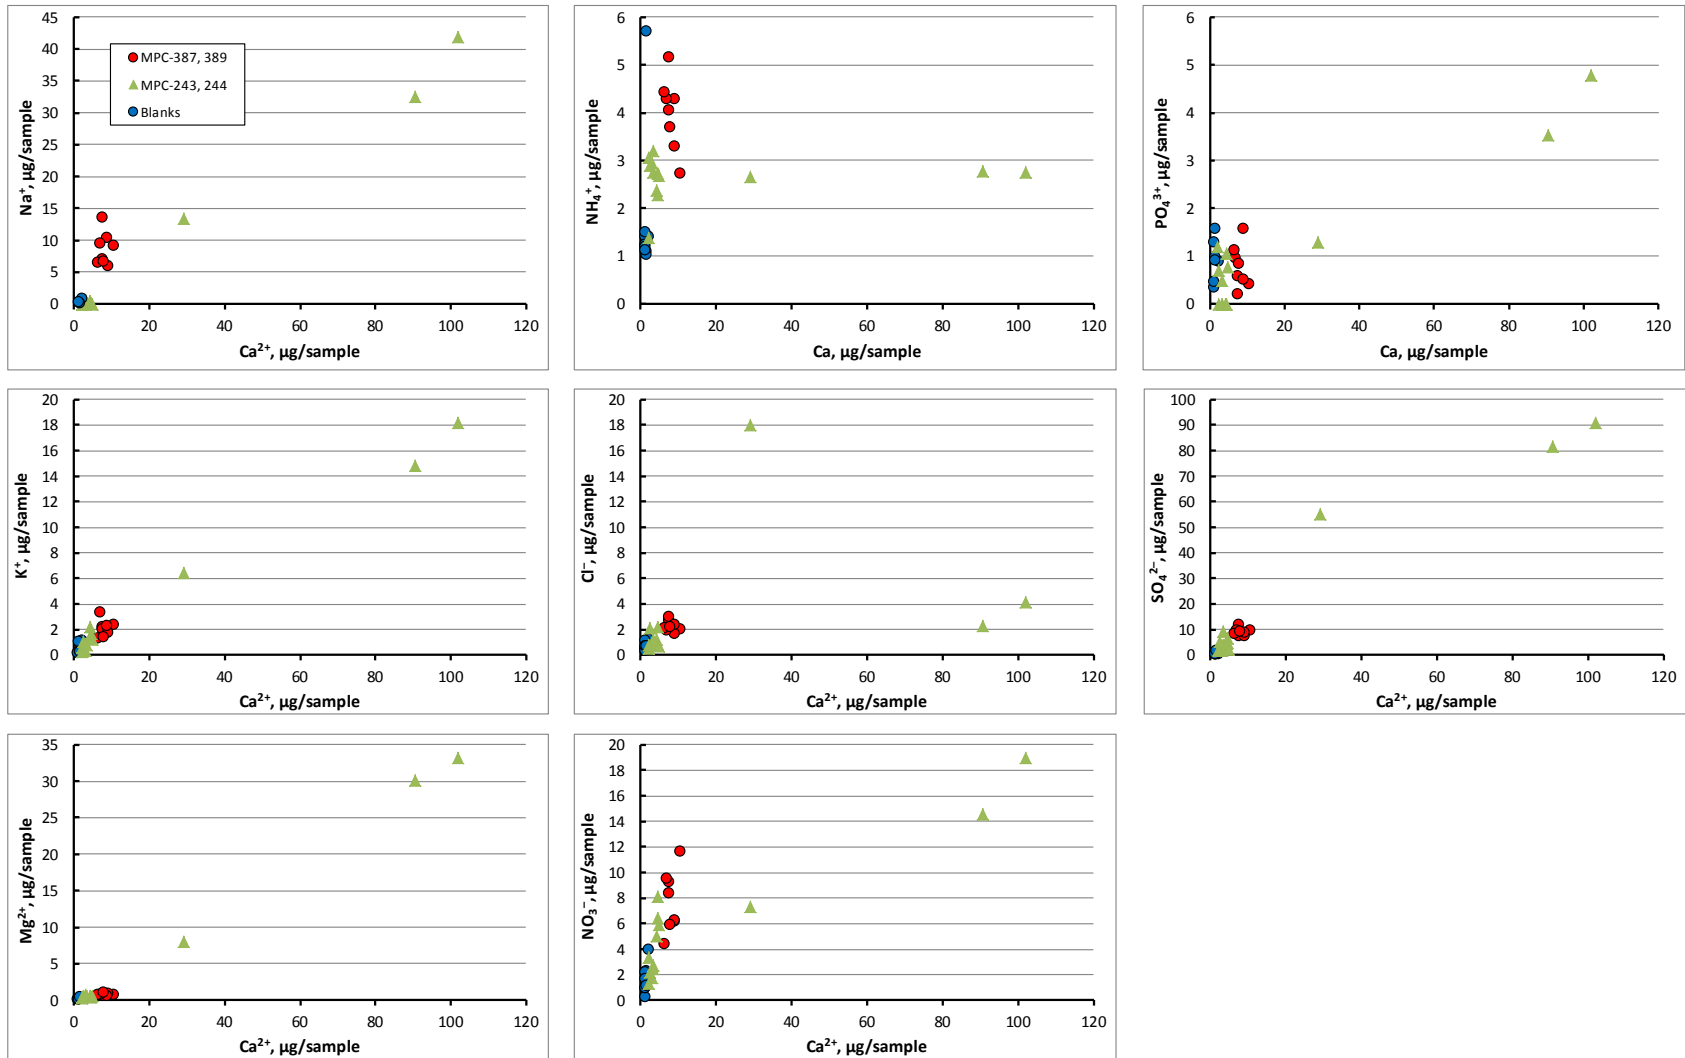 45
40
35
30
25
20
15
10
5
0
Na⁺, µg/sample
MPC-387, 389
MPC-243, 244
Blanks
0 20 40 60 80 100 120
Ca²⁺, µg/sample
6
5
4
3
2
1
0
NH₄⁺, µg/sample
0 20 40 60 80 100 120
Ca, µg/sample
6
5
4
3
2
1
0
PO₄³⁺, µg/sample
0 20 40 60 80 100 120
Ca, µg/sample
20
18
16
14
12
10
8
6
4
2
0
K⁺, µg/sample
0 20 40 60 80 100 120
Ca²⁺, µg/sample
20
18
16
14
12
10
8
6
4
2
0
Cl⁻, µg/sample
0 20 40 60 80 100 120
Ca²⁺, µg/sample
100
90
80
70
60
50
40
30
20
10
0
SO₄²⁻, µg/sample
0 20 40 60 80 100 120
Ca²⁺, µg/sample
35
30
25
20
15
10
5
0
Mg²⁺, µg/sample
0 20 40 60 80 100 120
Ca²⁺, µg/sample
20
18
16
14
12
10
8
6
4
2
0
NO₃⁻, µg/sample
0 20 40 60 80 100 120
Ca²⁺, µg/sample